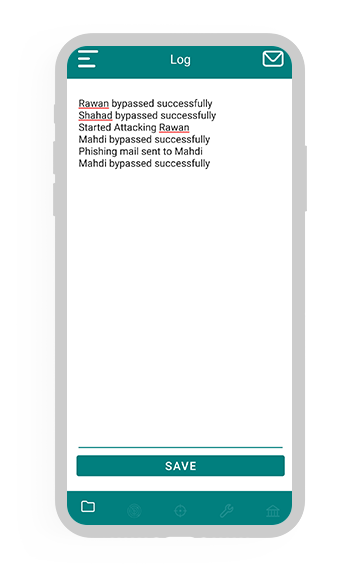 Log
Rawan bypassed successfully
Shahad bypassed successfully
Started Attacking Rawan
Mahdi bypassed successfully
Phishing mail sent to Mahdi
Mahdi bypassed successfully
SAVE